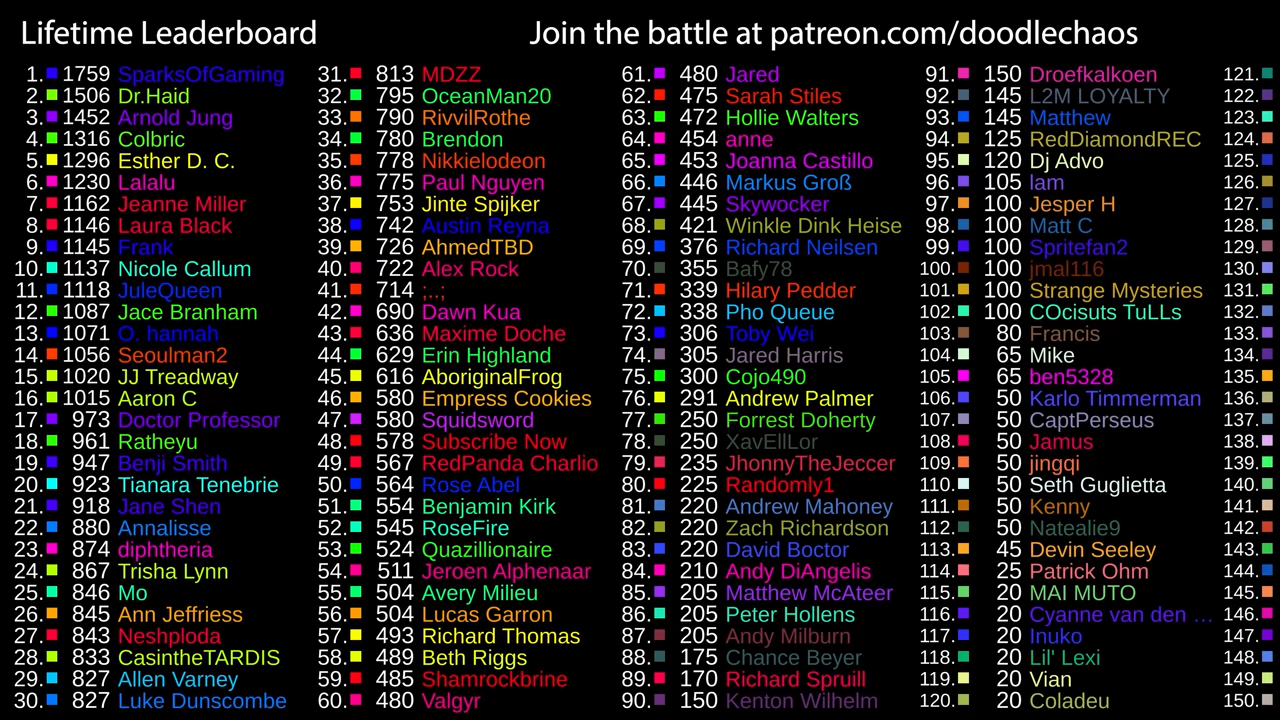 Lifetime Leaderboard
Join the battle at patreon.com/doodlechaos
1. 1759 SparksOfGaming
2. 1506 Dr.Haid
3. 1452 Arnold Jung
4. 1316 Colbric
5. 1296 Esther D. C.
6. 1230 Lalalu
7. 1162 Jeanne Miller
8. 1146 Laura Black
9. 1145 Frank
10. 1137 Nicole Callum
11. 1118 JuleQueen
12. 1087 Jace Branham
13. 1071 O. hannah
14. 1056 Seoulman2
15. 1020 JJ Treadway
16. 1015 Aaron C
17. 973 Doctor Professor
18. 961 Ratheyu
19. 947 Benji Smith
20. 923 Tianara Tenebrie
21. 918 Jane Shen
22. 880 Annalisse
23. 874 diphtheria
24. 867 Trisha Lynn
25. 846 Mo
26. 845 Ann Jeffriess
27. 843 Neshploda
28. 833 CasintheTARDIS
29. 827 Allen Varney
30. 827 Luke Dunscombe
31. 813 MDZZ
32. 795 OceanMan20
33. 790 RivvilRothe
34. 780 Brendon
35. 778 Nikkielodeon
36. 775 Paul Nguyen
37. 753 Jinte Spijker
38. 742 Austin Reyna
39. 726 AhmedTBD
40. 722 Alex Rock
41. 714 ;..;
42. 690 Dawn Kua
43. 636 Maxime Doche
44. 629 Erin Highland
45. 616 AboriginalFrog
46. 580 Empress Cookies
47. 580 Squidsword
48. 578 Subscribe Now
49. 567 RedPanda Charlio
50. 564 Rose Abel
51. 554 Benjamin Kirk
52. 545 RoseFire
53. 524 Quazillionaire
54. 511 Jeroen Alphenaar
55. 504 Avery Milieu
56. 504 Lucas Garron
57. 493 Richard Thomas
58. 489 Beth Riggs
59. 485 Shamrockbrine
60. 480 Valgyr
61. 480 Jared
62. 475 Sarah Stiles
63. 472 Hollie Walters
64. 454 anne
65. 453 Joanna Castillo
66. 446 Markus Groß
67. 445 Skywocker
68. 421 Winkle Dink Heise
69. 376 Richard Neilsen
70. 355 Bafy78
71. 339 Hilary Pedder
72. 338 Pho Queue
73. 306 Toby Wei
74. 305 Jared Harris
75. 300 Cojo490
76. 291 Andrew Palmer
77. 250 Forrest Doherty
78. 250 XavEllLor
79. 235 JhonnyTheJeccer
80. 225 Randomly1
81. 220 Andrew Mahoney
82. 220 Zach Richardson
83. 220 David Boctor
84. 210 Andy DiAngelis
85. 205 Matthew McAteer
86. 205 Peter Hollens
87. 205 Andy Milburn
88. 175 Chance Beyer
89. 170 Richard Spruill
90. 150 Kenton Wilhelm
91. 150 Droefkalkoen
92. 145 L2M LOYALTY
93. 145 Matthew
94. 125 RedDiamondREC
95. 120 Dj Advo
96. 105 lam
97. 100 Jesper H
98. 100 Matt C
99. 100 Spritefan2
100. 100 jmal116
101. 100 Strange Mysteries
102. 100 COcisuts TuLLs
103. 80 Francis
104. 65 Mike
105. 65 ben5328
106. 50 Karlo Timmerman
107. 50 CaptPerseus
108. 50 Jamus
109. 50 jingqi
110. 50 Seth Guglietta
111. 50 Kenny
112. 50 Natealie9
113. 45 Devin Seeley
114. 25 Patrick Ohm
115. 20 MAI MUTO
116. 20 Cyanne van den ...
117. 20 Inuko
118. 20 Lil' Lexi
119. 20 Vian
120. 20 Coladeu
121.
122.
123.
124.
125.
126.
127.
128.
129.
130.
131.
132.
133.
134.
135.
136.
137.
138.
139.
140.
141.
142.
143.
144.
145.
146.
147.
148.
149.
150.